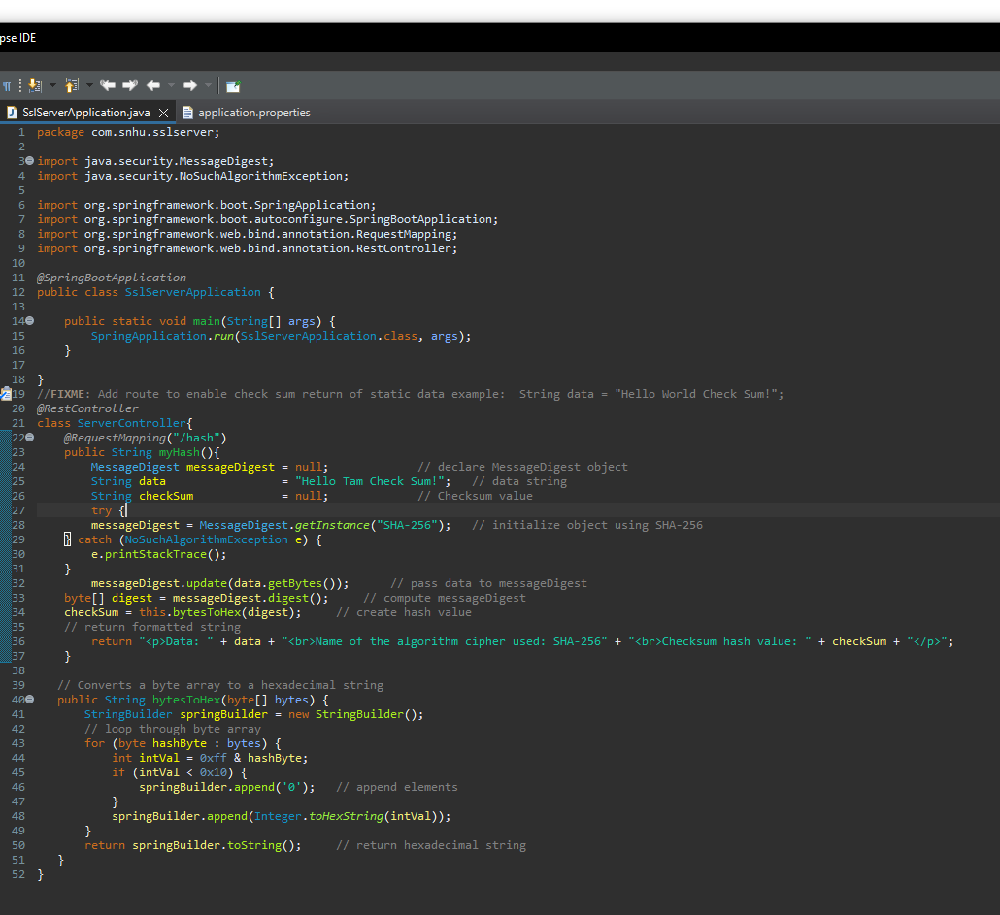 pse IDE
SslServerApplication.java application.properties
1 package com.snhu.sslserver;
2
3 import java.security.MessageDigest;
4 import java.security.NoSuchAlgorithmException;
5
6 import org.springframework.boot.SpringApplication;
7 import org.springframework.boot.autoconfigure.SpringBootApplication;
8 import org.springframework.web.bind.annotation.RequestMapping;
9 import org.springframework.web.bind.annotation.RestController;
10
11 @SpringBootApplication
12 public class SslServerApplication {
13
14     public static void main(String[] args) {
15         SpringApplication.run(SslServerApplication.class, args);
16     }
17
18 }
19 //FIXME: Add route to enable check sum return of static data example:  String data = "Hello World Check Sum!";
20 @RestController
21 class ServerController{
22     @RequestMapping("/hash")
23     public String myHash(){
24         MessageDigest messageDigest = null;             // declare MessageDigest object
25         String data                 = "Hello Tam Check Sum!";   // data string
26         String checkSum             = null;             // Checksum value
27         try {
28         messageDigest = MessageDigest.getInstance("SHA-256");   // initialize object using SHA-256
29     } catch (NoSuchAlgorithmException e) {
30         e.printStackTrace();
31     }
32         messageDigest.update(data.getBytes());      // pass data to messageDigest
33     byte[] digest = messageDigest.digest();     // compute messageDigest
34     checkSum = this.bytesToHex(digest);     // create hash value
35     // return formatted string
36         return "<p>Data: " + data + "<br>Name of the algorithm cipher used: SHA-256" + "<br>Checksum hash value: " + checkSum + "</p>";
37     }
38
39    // Converts a byte array to a hexadecimal string
40    public String bytesToHex(byte[] bytes) {
41        StringBuilder springBuilder = new StringBuilder();
42        // loop through byte array
43        for (byte hashByte : bytes) {
44            int intVal = 0xff & hashByte;
45            if (intVal < 0x10) {
46                springBuilder.append('0');   // append elements
47            }
48            springBuilder.append(Integer.toHexString(intVal));
49        }
50        return springBuilder.toString();     // return hexadecimal string
51    }
52 }